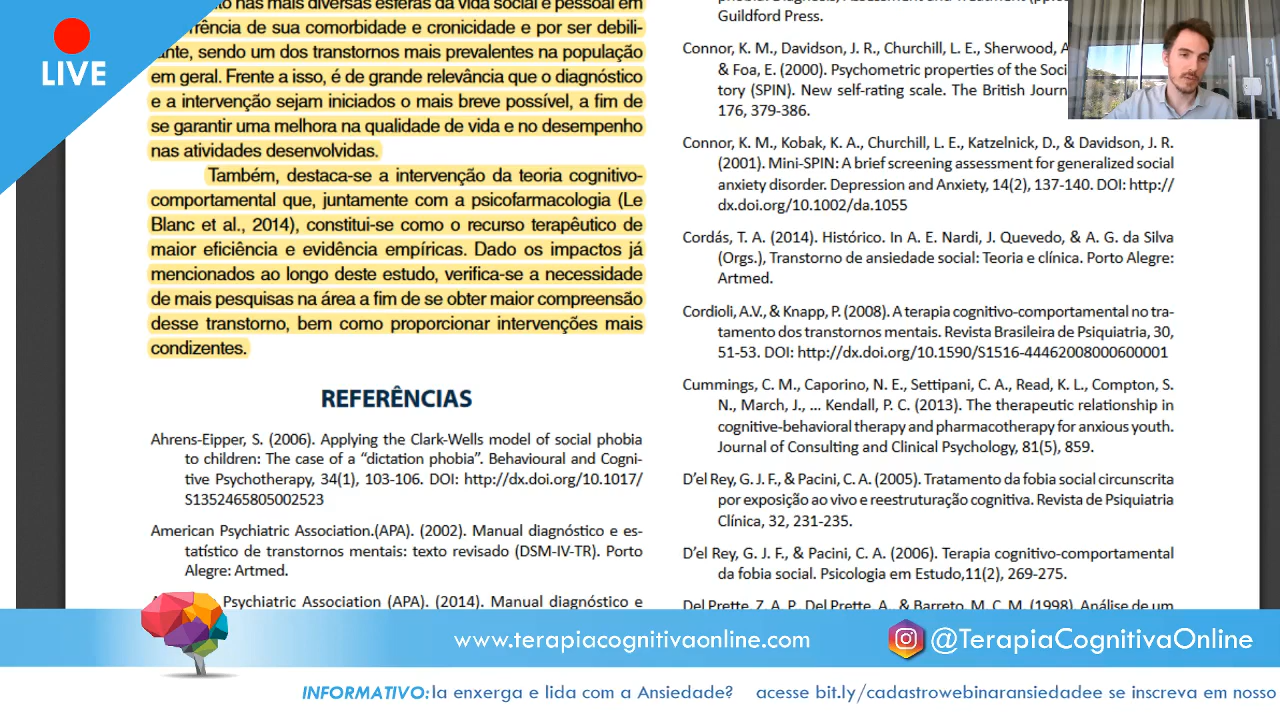 LIVE
nas mais diversas esferas da vida social e pessoal em
de sua comorbidade e cronicidade e por ser debili-
sendo um dos transtornos mais prevalentes na população
em geral. Frente a isso, é de grande relevância que o diagnóstico
e a intervenção sejam iniciados o mais breve possível, a fim de
se garantir uma melhora na qualidade de vida e no desempenho
nas atividades desenvolvidas.
Também, destaca-se a intervenção da teoria cognitivo-
comportamental que, juntamente com a psicofarmacologia (Le
Blanc et al., 2014), constitui-se como o recurso terapêutico de
maior eficiência e evidência empíricas. Dado os impactos já
mencionados ao longo deste estudo, verifica-se a necessidade
de mais pesquisas na área a fim de se obter maior compreensão
desse transtorno, bem como proporcionar intervenções mais
condizentes.
REFERÊNCIAS
Ahrens-Eipper, S. (2006). Applying the Clark-Wells model of social phobia
to children: The case of a “dictation phobia”. Behavioural and Cogni-
tive Psychotherapy, 34(1), 103-106. DOI: http://dx.doi.org/10.1017/
S1352465805002523
American Psychiatric Association.(APA). (2002). Manual diagnóstico e es-
tatístico de transtornos mentais: texto revisado (DSM-IV-TR). Porto
Alegre: Artmed.
Psychiatric Association (APA). (2014). Manual diagnóstico e
Guildford Press.
Connor, K. M., Davidson, J. R., Churchill, L. E., Sherwood, A
& Foa, E. (2000). Psychometric properties of the Soci
tory (SPIN). New self-rating scale. The British Journ
176, 379-386.
Connor, K. M., Kobak, K. A., Churchill, L. E., Katzelnick, D., & Davidson, J. R.
(2001). Mini-SPIN: A brief screening assessment for generalized social
anxiety disorder. Depression and Anxiety, 14(2), 137-140. DOI: http://
dx.doi.org/10.1002/da.1055
Cordás, T. A. (2014). Histórico. In A. E. Nardi, J. Quevedo, & A. G. da Silva
(Orgs.), Transtorno de ansiedade social: Teoria e clínica. Porto Alegre:
Artmed.
Cordioli, A.V., & Knapp, P. (2008). A terapia cognitivo-comportamental no tra-
tamento dos transtornos mentais. Revista Brasileira de Psiquiatria, 30,
51-53. DOI: http://dx.doi.org/10.1590/S1516-44462008000600001
Cummings, C. M., Caporino, N. E., Settipani, C. A., Read, K. L., Compton, S.
N., March, J., ... Kendall, P. C. (2013). The therapeutic relationship in
cognitive-behavioral therapy and pharmacotherapy for anxious youth.
Journal of Consulting and Clinical Psychology, 81(5), 859.
D’el Rey, G. J. F., & Pacini, C. A. (2005). Tratamento da fobia social circunscrita
por exposição ao vivo e reestruturação cognitiva. Revista de Psiquiatria
Clínica, 32, 231-235.
D’el Rey, G. J. F., & Pacini, C. A. (2006). Terapia cognitivo-comportamental
da fobia social. Psicologia em Estudo,11(2), 269-275.
Del Prette, Z. A. P., Del Prette, A., & Barreto, M. C. M. (1998). Análise de um
www.terapiacognitivaonline.com
@TerapiaCognitivaOnline
INFORMATIVO: la enxerga e lida com a Ansiedade? acesse bit.ly/cadastrowebinaransiedadee se inscreva em nosso